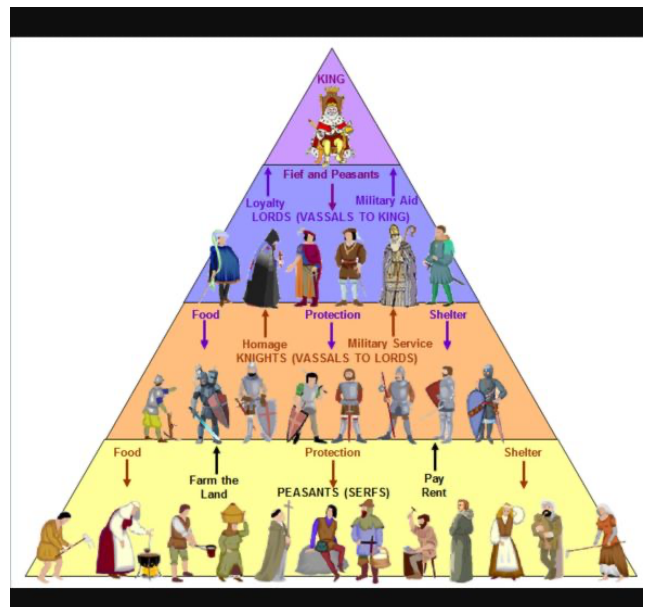 KING
Fief and Peasants
Loyalty Military Aid
LORDS (VASSALS TO KING)
Food Protection Shelter
Homage Military Service
KNIGHTS (VASSALS TO LORDS)
Food Protection Shelter
Farm the Land Pay Rent
PEASANTS (SERFS)